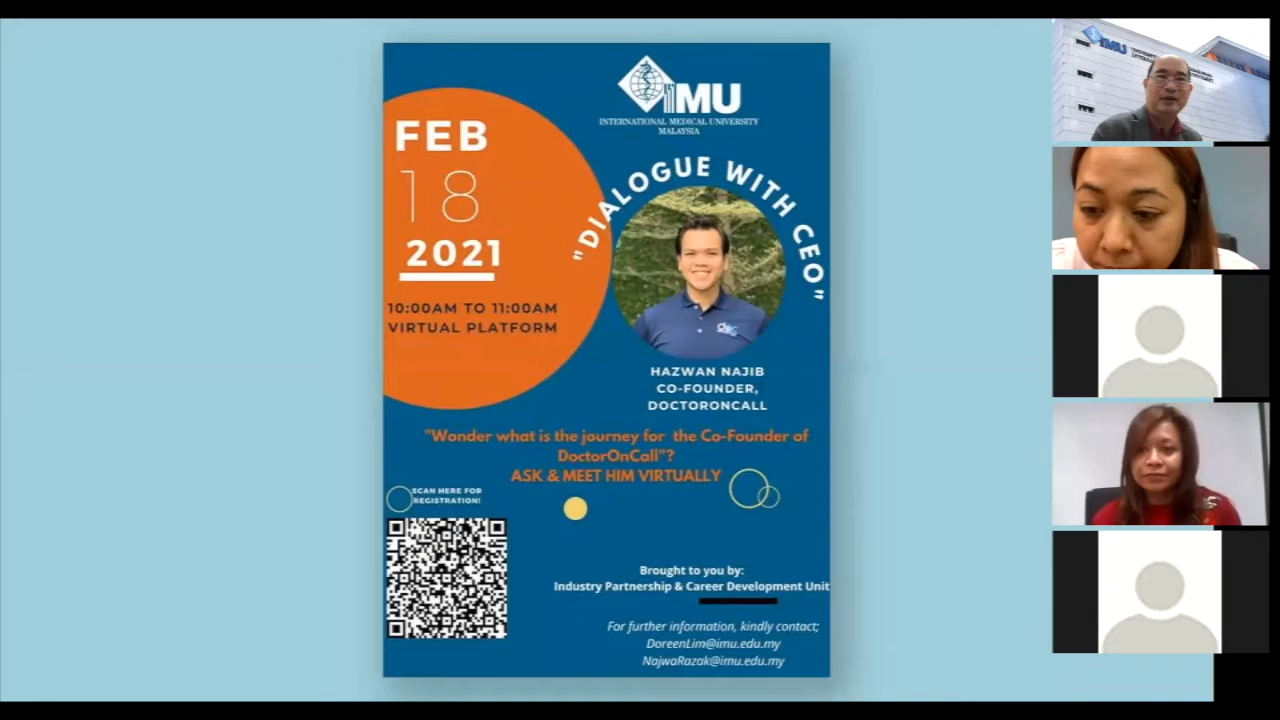 IMU
INTERNATIONAL MEDICAL UNIVERSITY
MALAYSIA
FEB
18
2021
10:00AM TO 11:00AM
VIRTUAL PLATFORM
"DIALOGUE WITH CEO"
HAZWAN NAJIB
CO-FOUNDER,
DOCTORONCALL
"Wonder what is the journey for the Co-Founder of
DoctorOnCall"?
ASK & MEET HIM VIRTUALLY
SCAN HERE FOR
REGISTRATION!
Brought to you by:
Industry Partnership & Career Development Unit
For further information, kindly contact;
DoreenLim@imu.edu.my
NajwaRazak@imu.edu.my
IMU